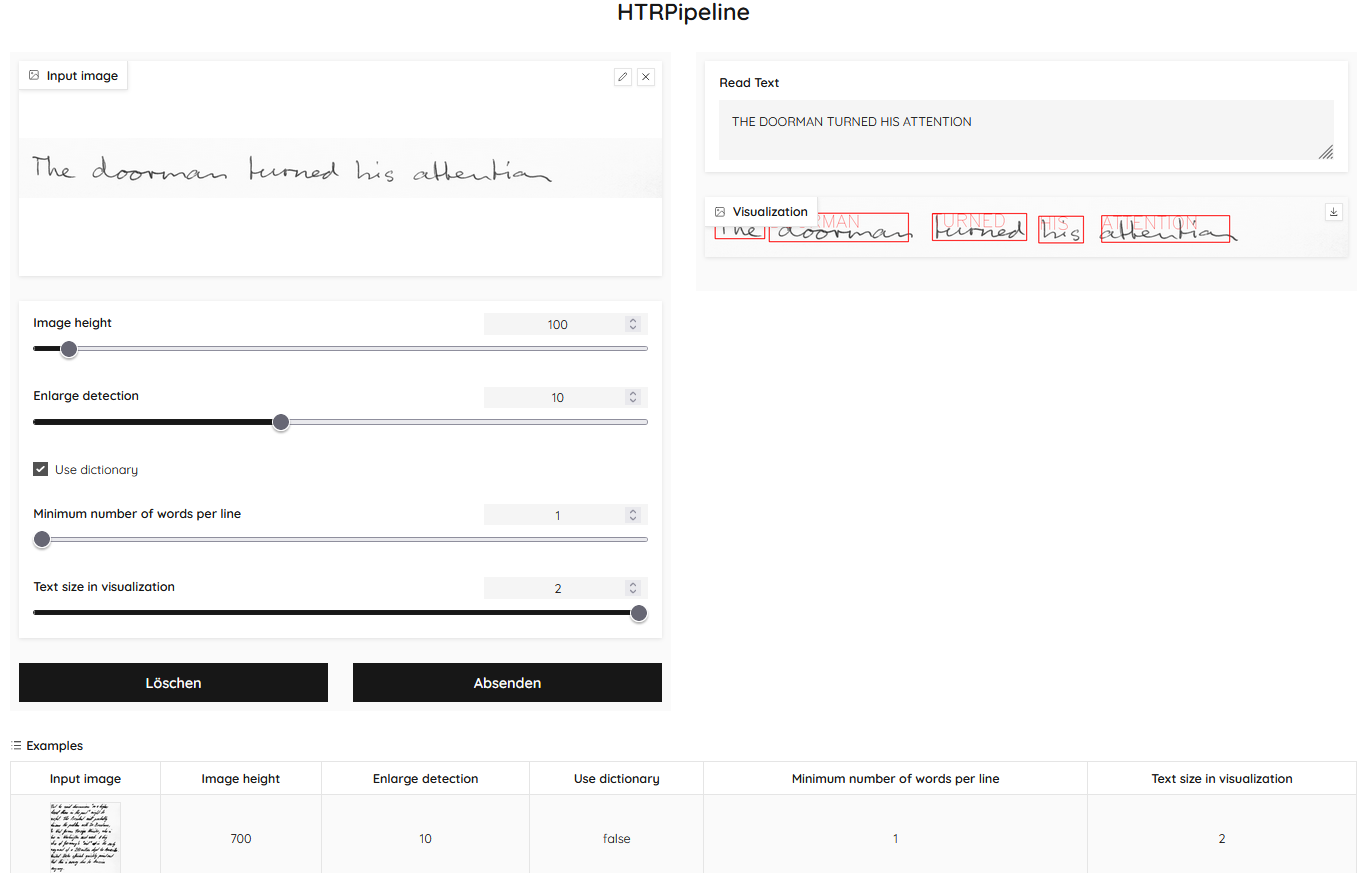 HTRPipeline
Input image
The doorman turned his attention
Image height
100
Enlarge detection
10
Use dictionary
Minimum number of words per line
1
Text size in visualization
2
Löschen Absenden
Read Text
THE DOORMAN TURNED HIS ATTENTION
Visualization
RMAN TURNED HIS ATTENTION
The doorman turned his attention
Examples
Input image Image height Enlarge detection Use dictionary Minimum number of words per line Text size in visualization
700 10 false 1 2